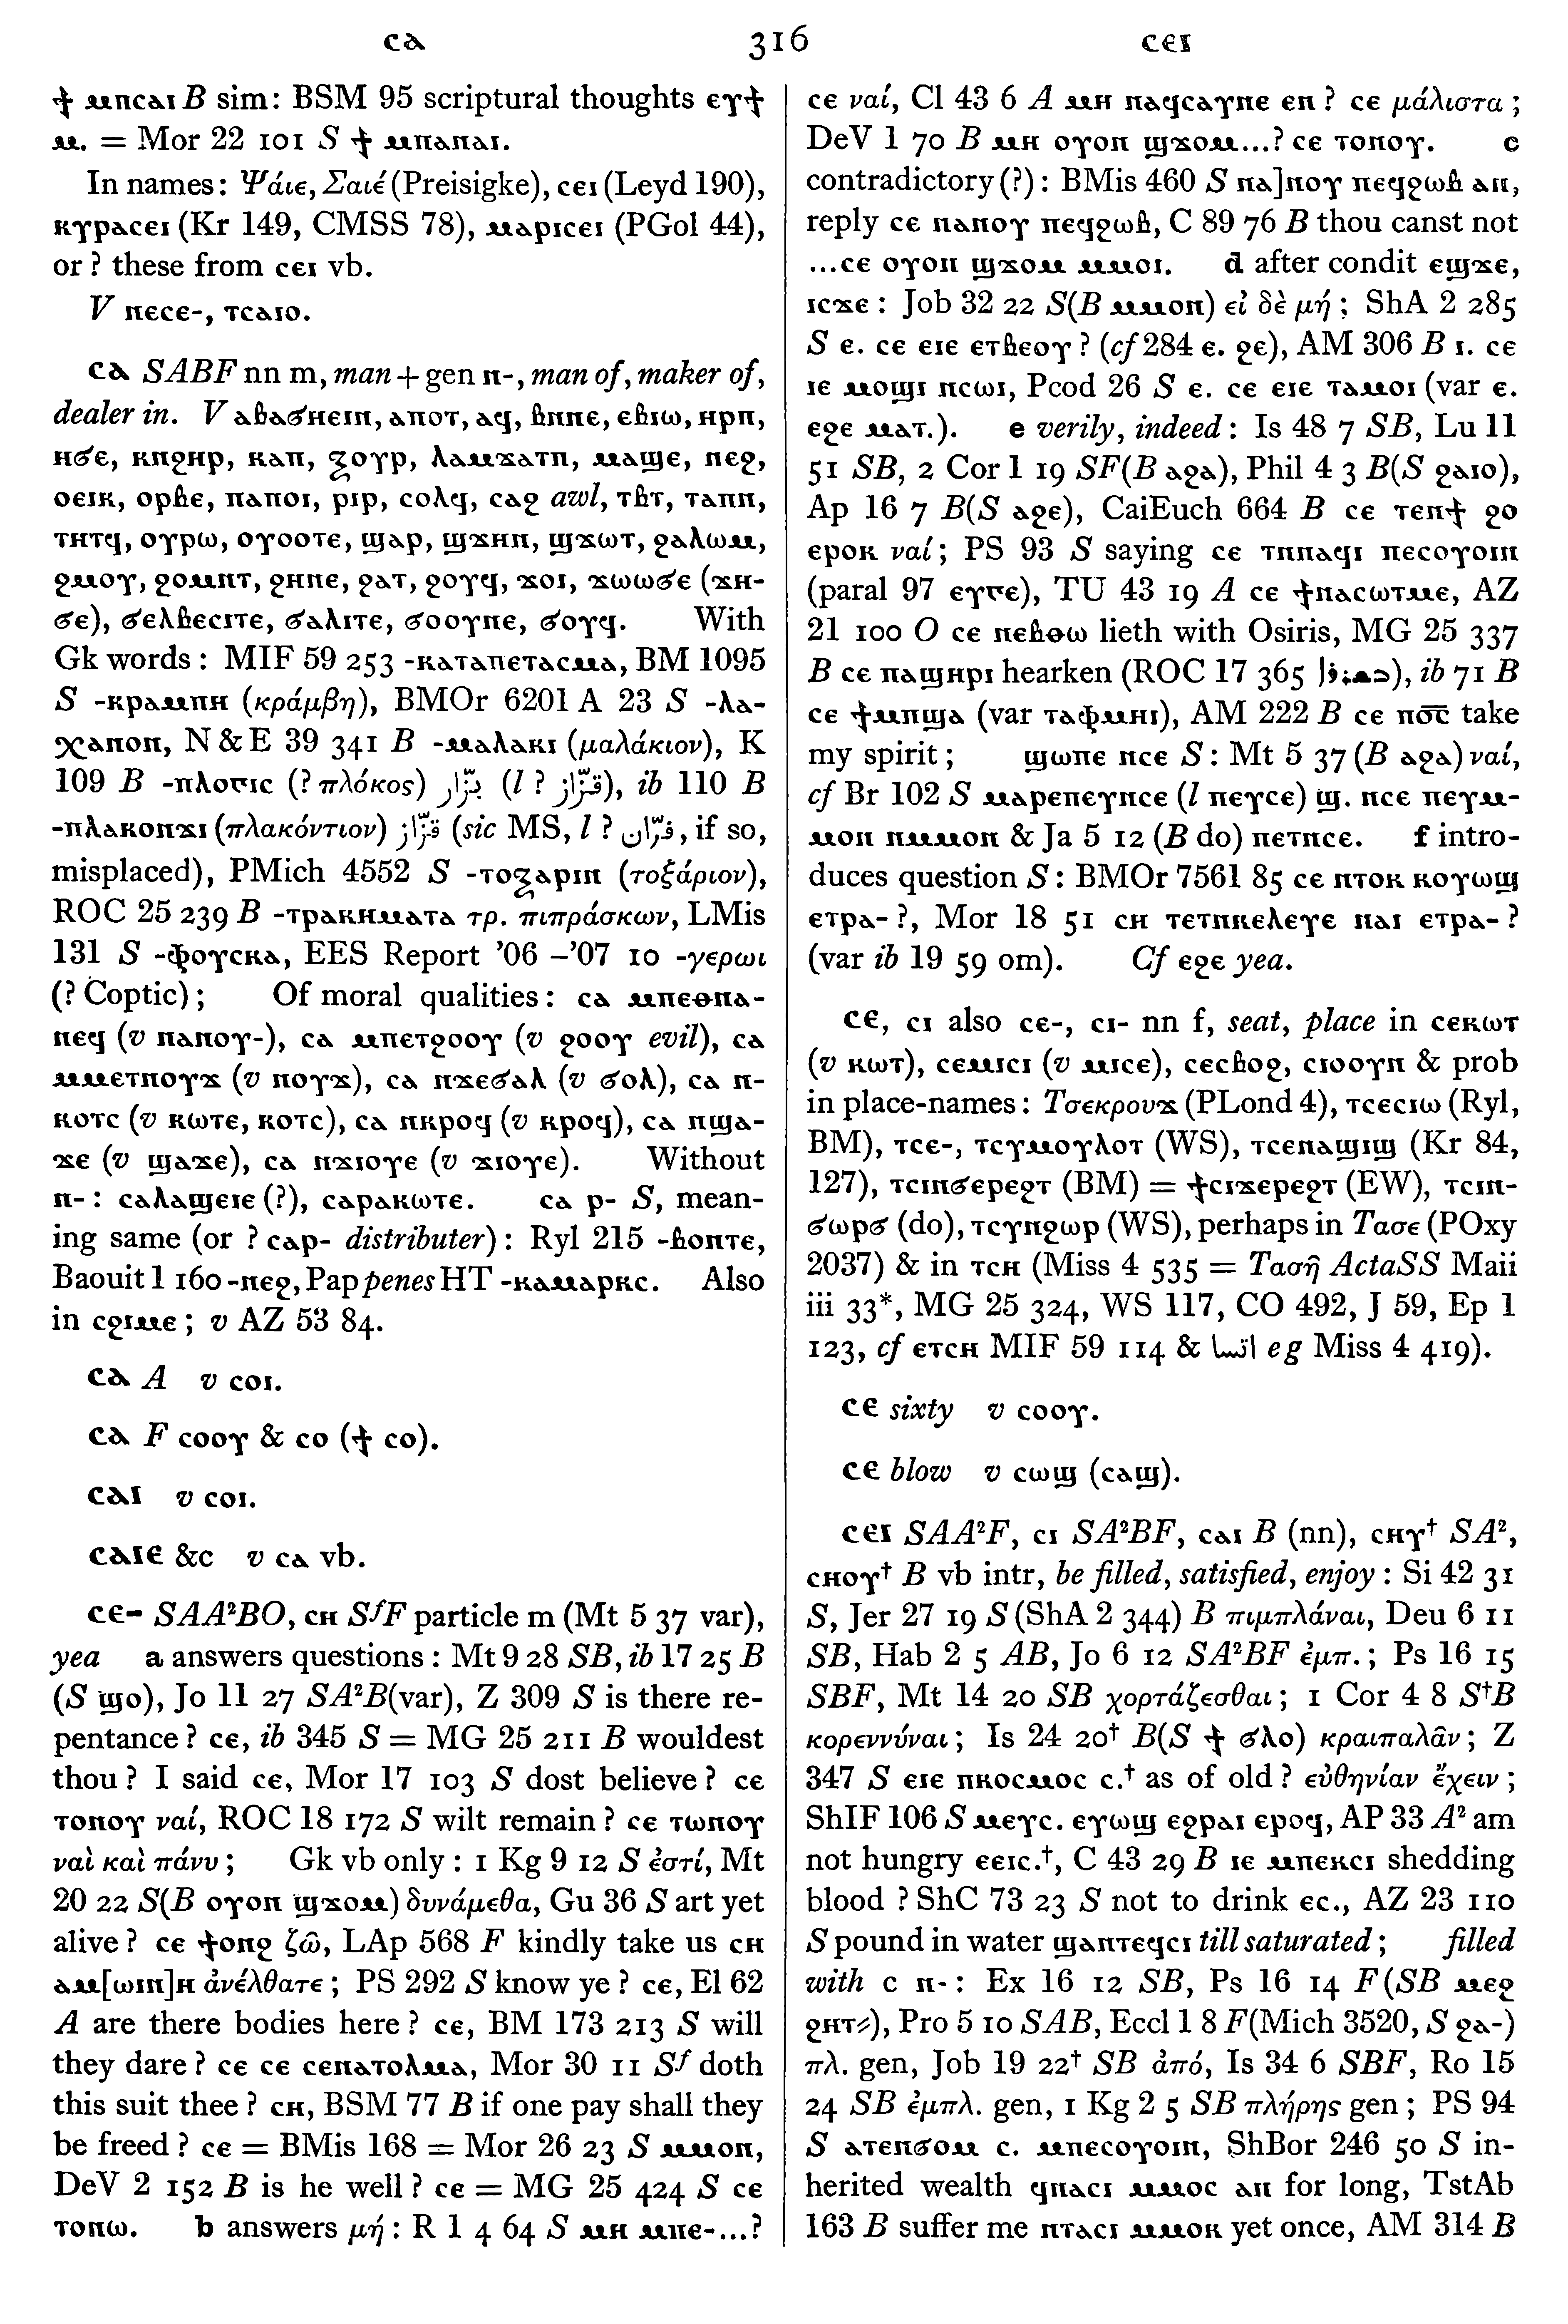 ⲥⲁ 316 ⲥⲉⲓ
ϯ ⲙⲡⲥⲁⲓ B sim: BSM 95 scriptural thoughts ⲉⲩϯ
ⲙ. = Mor 22 101 S ϯ ⲙⲡⲁⲛⲁⲓ.
In names: Ψάιε, Σαιέ (Preisigke), ⲥⲉⲓ (Leyd 190),
ⲕⲩⲣⲁⲥⲉⲓ (Kr 149, CMSS 78), ⲙⲁⲣⲓⲥⲉⲓ (PGol 44),
or ? these from ⲥⲉⲓ vb.
V ⲡⲉⲥⲉ-, ⲧⲥⲁⲓⲟ.
ⲥⲁ SABF nn m, man + gen ⲛ-, man of, maker of,
dealer in. V ⲁⲃⲁϭⲏⲉⲓⲛ, ⲁⲡⲟⲧ, ⲁϥ, ⲃⲛⲛⲉ, ⲉⲃⲓⲱ, ⲏⲣⲡ,
ⲏϭⲉ, ⲕⲛϩⲏⲣ, ⲕⲁⲡ, ⲝⲟⲩⲣ, ⲗⲁⲙϫⲁⲧⲡ, ⲙⲁϣⲉ, ⲛⲉϩ,
ⲟⲉⲓⲕ, ⲟⲣⲃⲉ, ⲡⲁⲡⲟⲓ, ⲣⲓⲣ, ⲥⲟⲗϥ, ⲥⲁϩ awl, ⲧⲃⲧ, ⲧⲁⲡⲛ,
ⲧⲏⲧϥ, ⲟⲩⲣⲱ, ⲟⲩⲟⲟⲧⲉ, ϣⲁⲣ, ϣϫⲏⲛ, ϣϫⲱⲧ, ϩⲁⲗⲱⲙ,
ϩⲙⲟⲩ, ϩⲟⲙⲛⲧ, ϩⲏⲛⲉ, ϩⲁⲧ, ϩⲟⲩϥ, ϫⲟⲓ, ϫⲱⲱϭⲉ (ϫⲏ-
ϭⲉ), ϭⲉⲗⲃⲉⲥⲓⲧⲉ, ϭⲁⲗⲓⲧⲉ, ϭⲟⲟⲩⲛⲉ, ϭⲟⲩϥ. With
Gk words: MIF 59 253 -ⲕⲁⲧⲁⲡⲉⲧⲁⲥⲙⲁ, BM 1095
S -ⲕⲣⲁⲙⲡⲏ (κράμβη), BMOr 6201 A 23 S -ⲗⲁ-
ⲭⲁⲛⲟⲛ, N & E 39 341 B -ⲙⲁⲗⲁⲕⲓ (μαλάκιον), K
109 B -ⲡⲗⲟⲅⲓⲥ (? πλόκος) (l ? ), ib 110 B
-ⲡⲗⲁⲕⲟⲛϫⲓ (πλακόντιον) (sic MS, l ? , if so,
misplaced), PMich 4552 S -ⲧⲟⲝⲁⲣⲓⲛ (τοξάριον),
ROC 25 239 B -ⲧⲣⲁⲕⲏⲙⲁⲧⲁ τρ. πιπράσκων, LMis
131 S -ⲫⲟⲩⲥⲕⲁ, EES Report '06 –'07 10 -γερωι
(? Coptic); Of moral qualities: ⲥⲁ ⲙⲡⲉⲑⲛⲁ-
ⲛⲉϥ (v ⲛⲁⲛⲟⲩ-), ⲥⲁ ⲙⲡⲉⲧϩⲟⲟⲩ (v ϩⲟⲟⲩ evil), ⲥⲁ
ⲙⲙⲉⲧⲛⲟⲩϫ (v ⲛⲟⲩϫ), ⲥⲁ ⲛϫⲉϭⲁⲗ (v ϭⲟⲗ), ⲥⲁ ⲛ-
ⲕⲟⲧⲥ (v ⲕⲱⲧⲉ, ⲕⲟⲧⲥ), ⲥⲁ ⲛⲕⲣⲟϥ (v ⲕⲣⲟϥ), ⲥⲁ ⲛϣⲁ-
ϫⲉ (v ϣⲁϫⲉ), ⲥⲁ ⲛϫⲓⲟⲩⲉ (v ϫⲓⲟⲩⲉ). Without
ⲛ- : ⲥⲁⲗⲁϣⲉⲓⲉ (?), ⲥⲁⲣⲁⲕⲱⲧⲉ. ⲥⲁ ⲣ- S, mean-
ing same (or ? ⲥⲁⲣ- distributer): Ryl 215 -ⲃⲟⲛⲧⲉ,
Baouit 1 160 -ⲛⲉϩ, Pap penes HT -ⲕⲁⲙⲁⲣⲕⲥ. Also
in ⲥϩⲓⲙⲉ; v AZ 53 84.
ⲥⲁ A v ⲥⲟⲓ.
ⲥⲁ F ⲥⲟⲟⲩ & ⲥⲟ (ϯ ⲥⲟ).
ⲥⲁⲓ v ⲥⲟⲓ.
ⲥⲁⲓⲉ &c v ⲥⲁ vb.
ⲥⲉ- SAA²BO, ⲥⲏ SᶠF particle m (Mt 5 37 var),
yea a answers questions: Mt 9 28 SB, ib 17 25 B
(S ϣⲟ), Jo 11 27 SA²B(var), Z 309 S is there re-
pentance ? ⲥⲉ, ib 345 S = MG 25 211 B wouldest
thou ? I said ⲥⲉ, Mor 17 103 S dost believe ? ⲥⲉ
ⲧⲟⲛⲟⲩ ναί, ROC 18 172 S wilt remain ? ⲥⲉ ⲧⲱⲛⲟⲩ
ναὶ καὶ πάνυ; Gk vb only: 1 Kg 9 12 S ἐστί, Mt
20 22 S(B ⲟⲩⲟⲛ ϣϫⲟⲙ) δυνάμεθα, Gu 36 S art yet
alive ? ⲥⲉ ϯⲟⲛϩ ζῶ, LAp 568 F kindly take us ⲥⲏ
ⲁⲙ[ⲱⲓⲛ]ⲏ ἀνέλθατε; PS 292 S know ye ? ⲥⲉ, El 62
A are there bodies here ? ⲥⲉ, BM 173 213 S will
they dare ? ⲥⲉ ⲥⲉ ⲥⲉⲛⲁⲧⲟⲗⲙⲁ, Mor 30 11 Sᶠ doth
this suit thee ? ⲥⲏ, BSM 77 B if one pay shall they
be freed ? ⲥⲉ = BMis 168 = Mor 26 23 S ⲙⲙⲟⲛ,
DeV 2 152 B is he well ? ⲥⲉ = MG 25 424 S ⲥⲉ
ⲧⲟⲛⲱ. b answers μή: R 1 4 64 S ⲙⲏ ⲙⲡⲉ-...?
ⲥⲉ ναί, Cl 43 6 A ⲙⲏ ⲛⲁϥⲥⲁⲩⲛⲉ ⲉⲛ ? ⲥⲉ μάλιστα;
DeV 1 70 B ⲙⲏ ⲟⲩⲟⲛ ϣϫⲟⲙ...? ⲥⲉ ⲧⲟⲛⲟⲩ. c
contradictory (?): BMis 460 S ⲛⲁ]ⲛⲟⲩ ⲡⲉϥϩⲱⲃ ⲁⲛ,
reply ⲥⲉ ⲛⲁⲛⲟⲩ ⲡⲉϥϩⲱⲃ, C 89 76 B thou canst not
...ⲥⲉ ⲟⲩⲟⲛ ϣϫⲟⲙ ⲙⲙⲟⲓ. d after condit ⲉϣϫⲉ,
ⲓⲥϫⲉ: Job 32 22 S(B ⲙⲙⲟⲛ) εἰ δὲ μή; ShA 2 285
S ⲉ. ⲥⲉ ⲉⲓⲉ ⲉⲧⲃⲉⲟⲩ ? (cf 284 ⲉ. ϩⲉ), AM 306 B ⲓ. ⲥⲉ
ⲓⲉ ⲙⲟϣⲓ ⲛⲥⲱⲓ, Pcod 26 S ⲉ. ⲥⲉ ⲉⲓⲉ ⲧⲁⲙⲟⲓ (var ⲉ.
ⲉϩⲉ ⲙⲁⲧ.). e verily, indeed: Is 48 7 SB, Lu 11
51 SB, 2 Cor 1 19 SF(B ⲁϩⲁ), Phil 4 3 B(S ϩⲁⲓⲟ),
Ap 16 7 B(S ⲁϩⲉ), CaiEuch 664 B ⲥⲉ ⲧⲉⲛϯ ϩⲟ
ⲉⲣⲟⲕ ναί; PS 93 S saying ⲥⲉ ⲧⲛⲛⲁϥⲓ ⲡⲉⲥⲟⲩⲟⲓⲛ
(paral 97 ⲉⲩⲅⲉ), TU 43 19 A ⲥⲉ ϯⲛⲁⲥⲱⲧⲙⲉ, AZ
21 100 O ⲥⲉ ⲡⲉⲃⲑⲱ lieth with Osiris, MG 25 337
B ⲥⲉ ⲡⲁϣⲏⲣⲓ hearken (ROC 17 365 ), ib 71 B
ⲥⲉ ϯⲙⲡϣⲁ (var ⲧⲁⲫⲙⲏⲓ), AM 222 B ⲥⲉ ⲡϭⲥ take
my spirit; ϣⲱⲡⲉ ⲛⲥⲉ S: Mt 5 37 (B ⲁϩⲁ) ναί,
cf Br 102 S ⲙⲁⲣⲉⲡⲉⲩⲛⲥⲉ (l ⲡⲉⲩⲥⲉ) ϣ. ⲛⲥⲉ ⲡⲉⲩⲙ-
ⲙⲟⲛ ⲛⲙⲙⲟⲛ & Ja 5 12 (B do) ⲡⲉⲧⲛⲥⲉ. f intro-
duces question S: BMOr 7561 85 ⲥⲉ ⲛⲧⲟⲕ ⲕⲟⲩⲱϣ
ⲉⲧⲣⲁ- ?, Mor 18 51 ⲥⲏ ⲧⲉⲧⲛⲕⲉⲗⲉⲩⲉ ⲛⲁⲓ ⲉⲧⲣⲁ- ?
(var ib 19 59 om). Cf ⲉϩⲉ yea.
ⲥⲉ, ⲥⲓ also ⲥⲉ-, ⲥⲓ- nn f, seat, place in ⲥⲉⲕⲱⲧ
(v ⲕⲱⲧ), ⲥⲉⲙⲓⲥⲓ (v ⲙⲓⲥⲉ), ⲥⲉⲥⲃⲟϩ, ⲥⲓⲟⲟⲩⲛ & prob
in place-names: Τσεκρουϫ (PLond 4), ⲧⲥⲉⲥⲓⲱ (Ryl,
BM), ⲧⲥⲉ-, ⲧⲥⲩⲙⲟⲩⲗⲟⲧ (WS), ⲧⲥⲉⲛⲁϣⲓϣ (Kr 84,
127), ⲧⲥⲓⲛϭⲉⲣⲉϩⲧ (BM) = ϯⲥⲓϫⲉⲣⲉϩⲧ (EW), ⲧⲥⲓⲛ-
ϭⲱⲣϭ (do), ⲧⲥⲩⲛϩⲱⲣ (WS), perhaps in Τασε (POxy
2037) & in ⲧⲥⲏ (Miss 4 535 = Τασῆ ActaSS Maii
iii 33*, MG 25 324, WS 117, CO 492, J 59, Ep 1
123, cf ⲉⲧⲥⲏ MIF 59 114 & eg Miss 4 419).
ⲥⲉ sixty v ⲥⲟⲟⲩ.
ⲥⲉ blow v ⲥⲱϣ (ⲥⲁϣ).
ⲥⲉⲓ SAA²F, ⲥⲓ SA²BF, ⲥⲁⲓ B (nn), ⲥⲏⲩ† SA²,
ⲥⲏⲟⲩ† B vb intr, be filled, satisfied, enjoy: Si 42 31
S, Jer 27 19 S (ShA 2 344) B πιμπλάναι, Deu 6 11
SB, Hab 2 5 AB, Jo 6 12 SA²BF ἐμπ.; Ps 16 15
SBF, Mt 14 20 SB χορτάζεσθαι; 1 Cor 4 8 S†B
κορεννύναι; Is 24 20† B(S ϯ ϭⲗⲟ) κραιπαλᾶν; Z
347 S ⲉⲓⲉ ⲡⲕⲟⲥⲙⲟⲥ ⲥ.† as of old ? εὐθηνίαν ἔχειν;
ShIF 106 S ⲙⲉⲩⲥ. ⲉⲩⲱϣ ⲉϩⲣⲁⲓ ⲉⲣⲟϥ, AP 33 A² am
not hungry ⲉⲉⲓⲥ.†, C 43 29 B ⲓⲉ ⲙⲡⲉⲕⲥⲓ shedding
blood ? ShC 73 23 S not to drink ⲉⲥ., AZ 23 110
S pound in water ϣⲁⲛⲧⲉϥⲥⲓ till saturated; filled
with c ⲛ- : Ex 16 12 SB, Ps 16 14 F (SB ⲙⲉϩ
ϩⲏⲧ⸗), Pro 5 10 SAB, Eccl 1 8 F(Mich 3520, S ϩⲁ-)
πλ. gen, Job 19 22† SB ἀπό, Is 34 6 SBF, Ro 15
24 SB ἐμπλ. gen, 1 Kg 2 5 SB πλήρης gen; PS 94
S ⲁⲧⲉⲛϭⲟⲙ ⲥ. ⲙⲡⲉⲥⲟⲩⲟⲓⲛ, ShBor 246 50 S in-
herited wealth ϥⲛⲁⲥⲓ ⲙⲙⲟⲥ ⲁⲛ for long, TstAb
163 B suffer me ⲛⲧⲁⲥⲓ ⲙⲙⲟⲕ yet once, AM 314 B